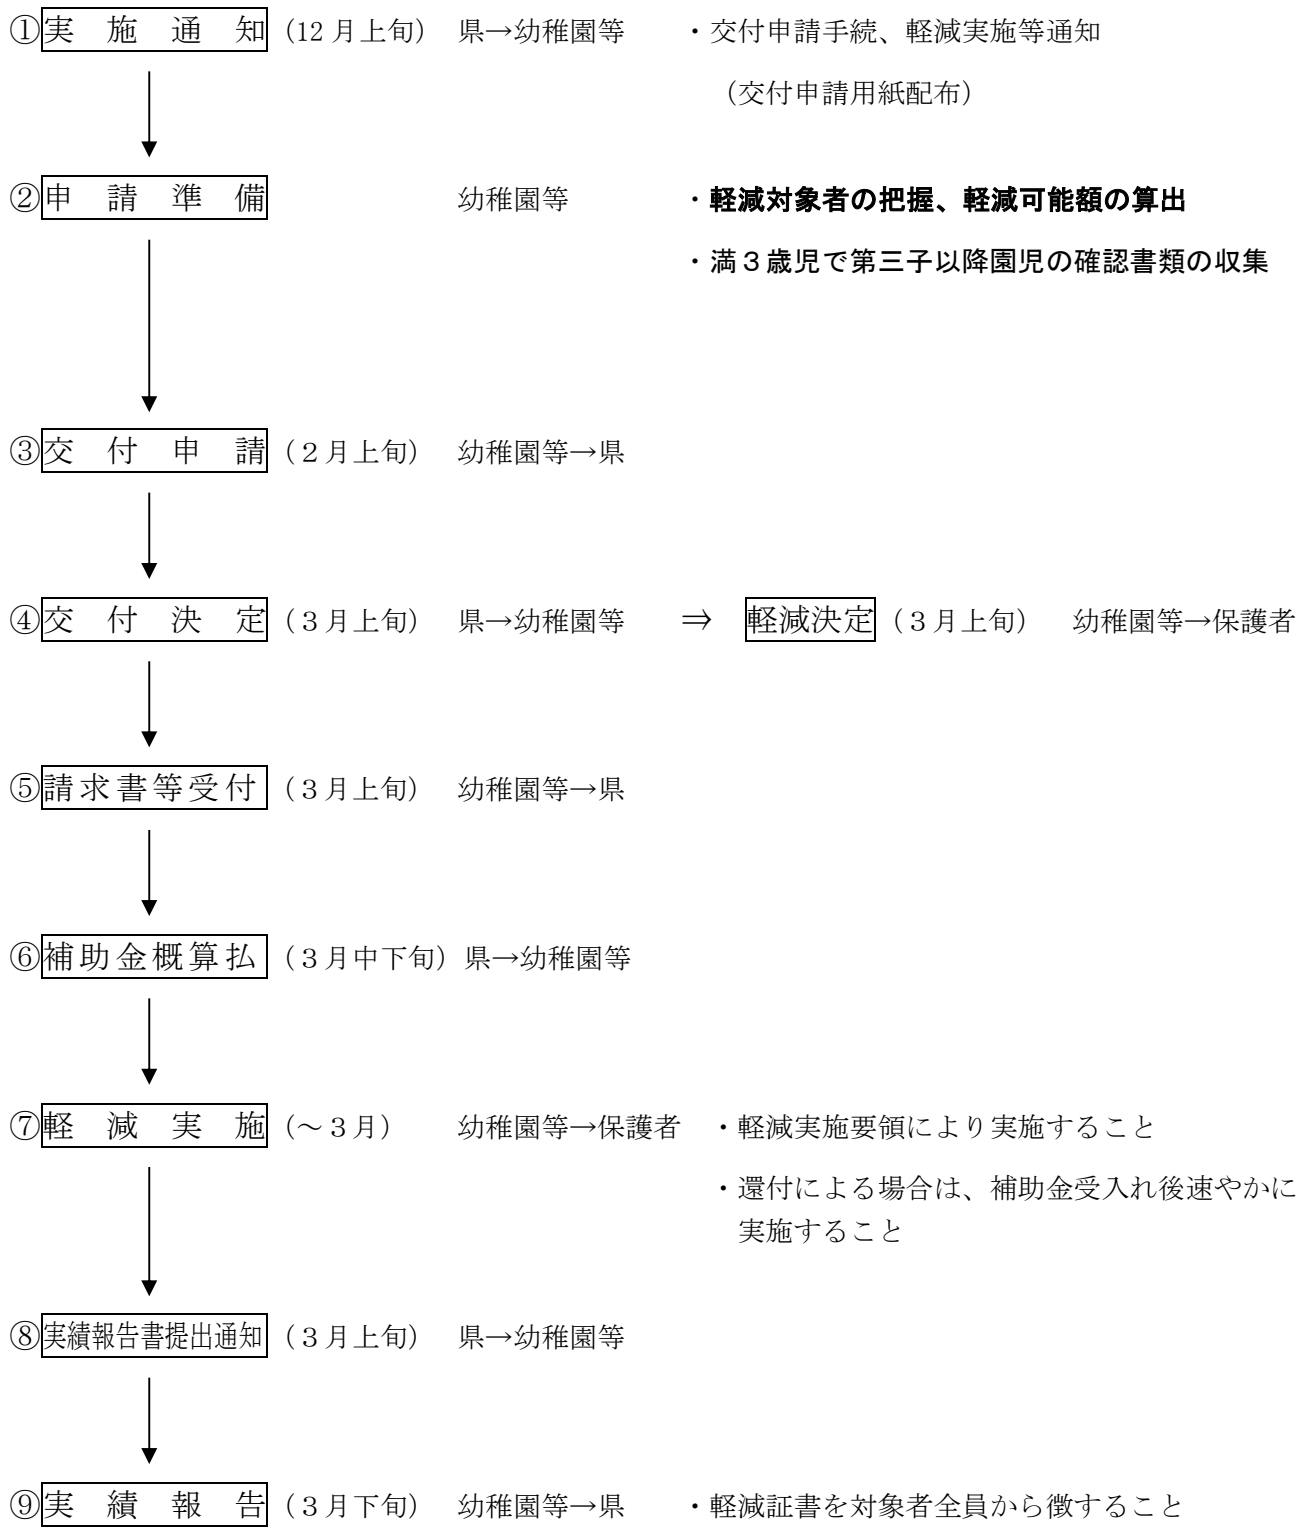 ①実施通知（12月上旬） 県→幼稚園等 ・交付申請手続、軽減実施等通知
（交付申請用紙配布）
②申請準備 幼稚園等 ・軽減対象者の把握、軽減可能額の算出
・満３歳児で第三子以降園児の確認書類の収集
③交付申請（２月上旬） 幼稚園等→県
④交付決定（３月上旬） 県→幼稚園等 ⇒ 軽減決定（３月上旬） 幼稚園等→保護者
⑤請求書等受付（３月上旬） 幼稚園等→県
⑥補助金概算払（３月中下旬）県→幼稚園等
⑦軽減実施（～３月） 幼稚園等→保護者 ・軽減実施要領により実施すること
・還付による場合は、補助金受入れ後速やかに
実施すること
⑧実績報告書提出通知（３月上旬） 県→幼稚園等
⑨実績報告（３月下旬） 幼稚園等→県 ・軽減証書を対象者全員から徴すること